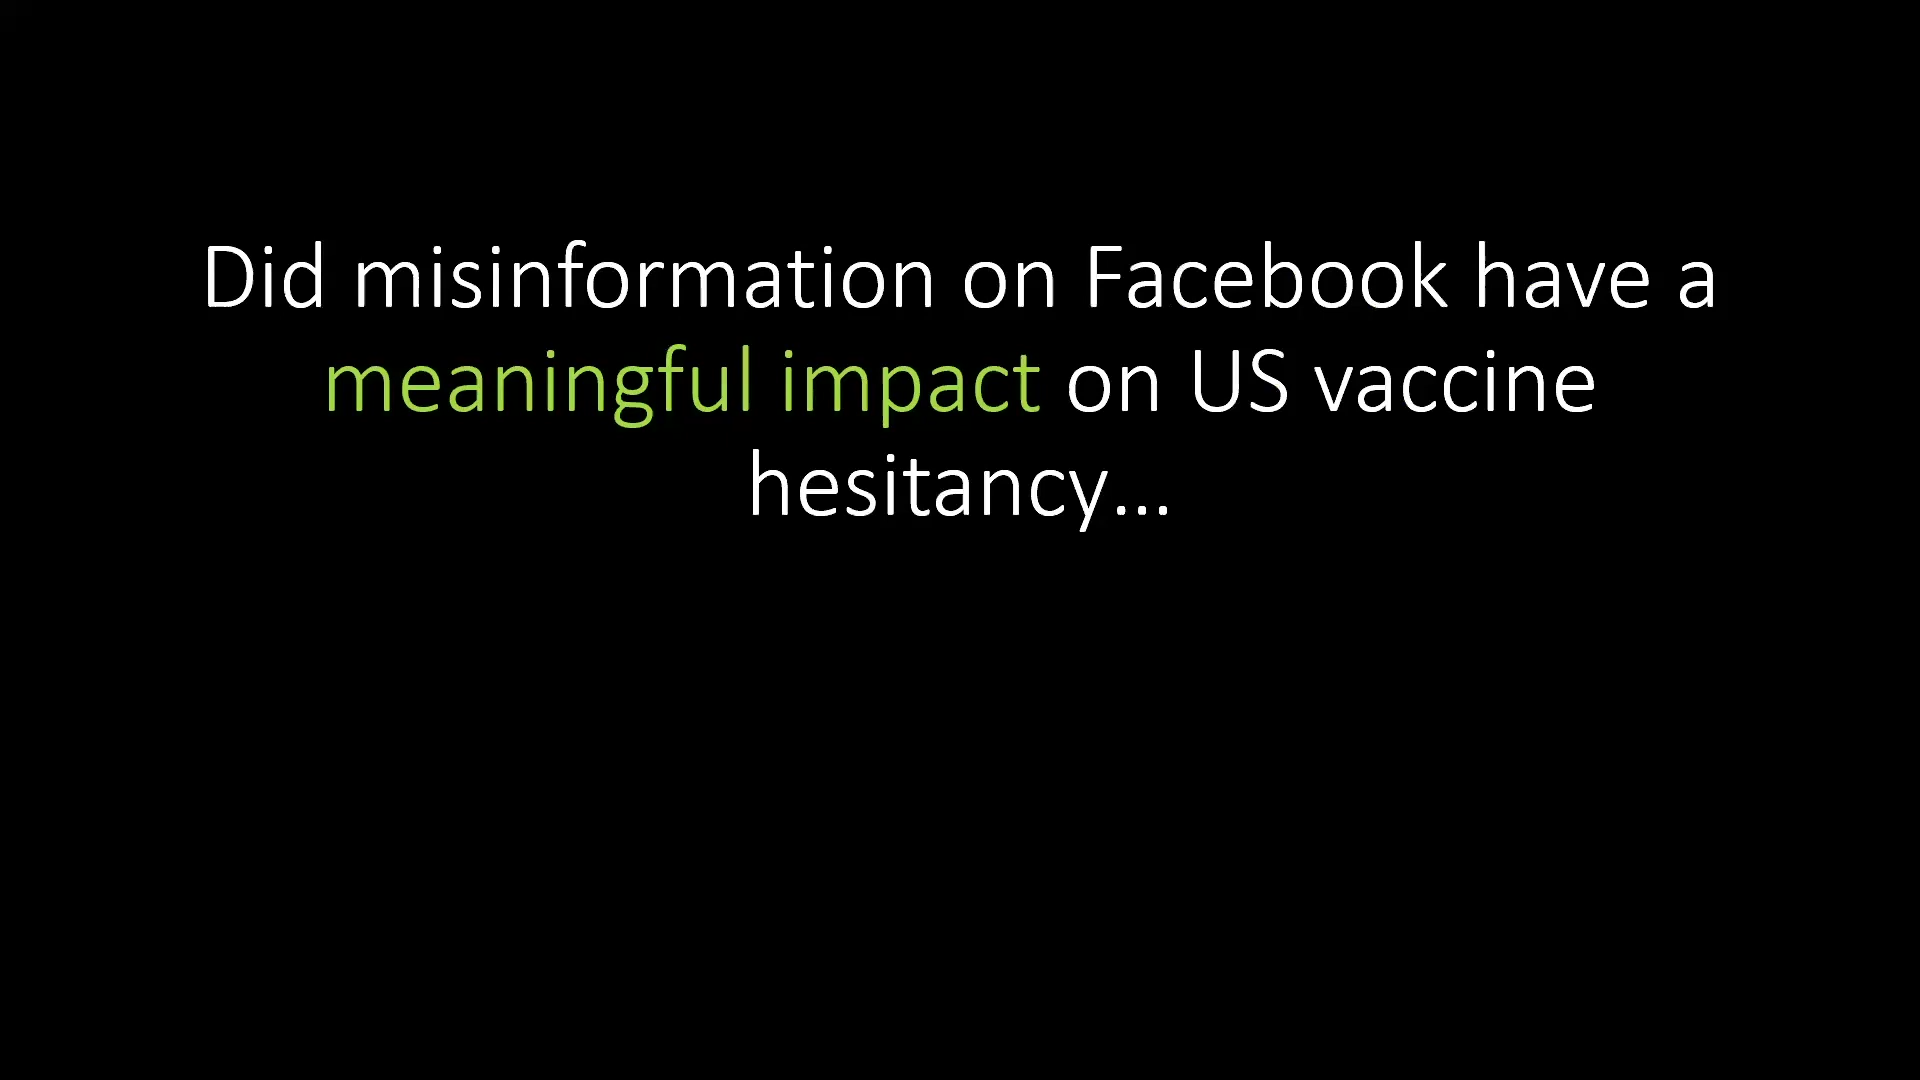 Did misinformation on Facebook have a
meaningful impact on US vaccine
hesitancy…